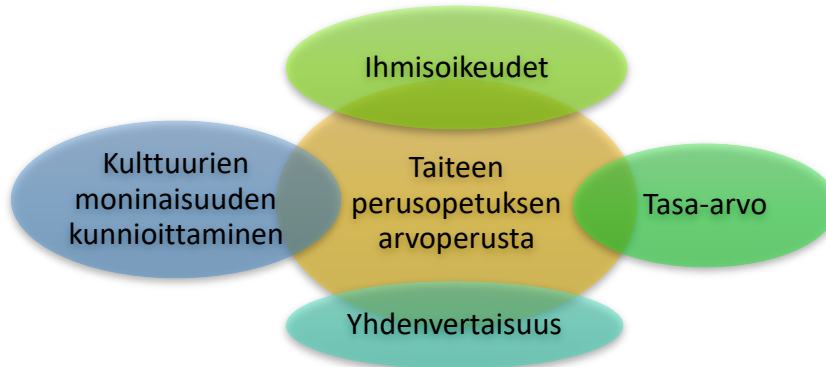 Ihmisoikeudet
Kulttuurien
moninaisuuden
kunnioittaminen
Taiteen
perusopetuksen
arvoperusta
Tasa-arvo
Yhdenvertaisuus